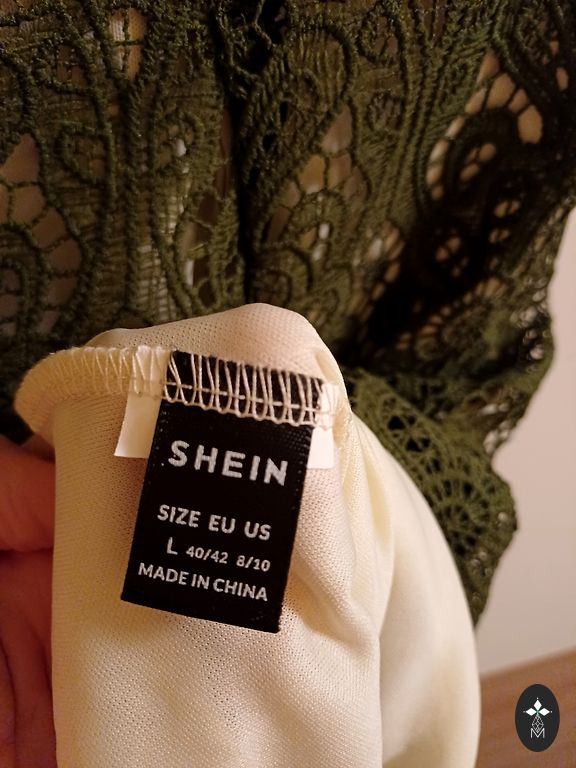 SHEIN
SIZE EU US
L 40/42 8/10
MADE IN CHINA
M